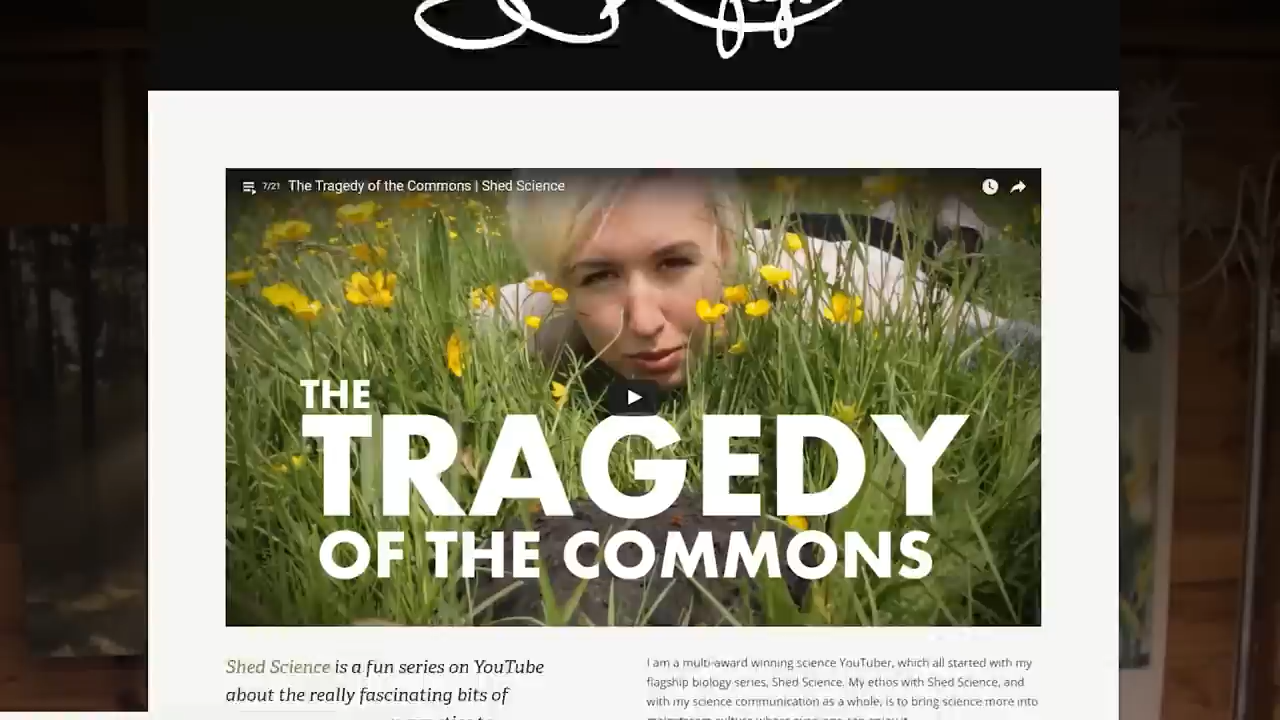 7/21 The Tragedy of the Commons | Shed Science
THE
TRAGEDY
OF THE COMMONS
Shed Science is a fun series on YouTube
about the really fascinating bits of
I am a multi-award winning science YouTuber, which all started with my
flagship biology series, Shed Science. My ethos with Shed Science, and
with my science communication as a whole, is to bring science more into